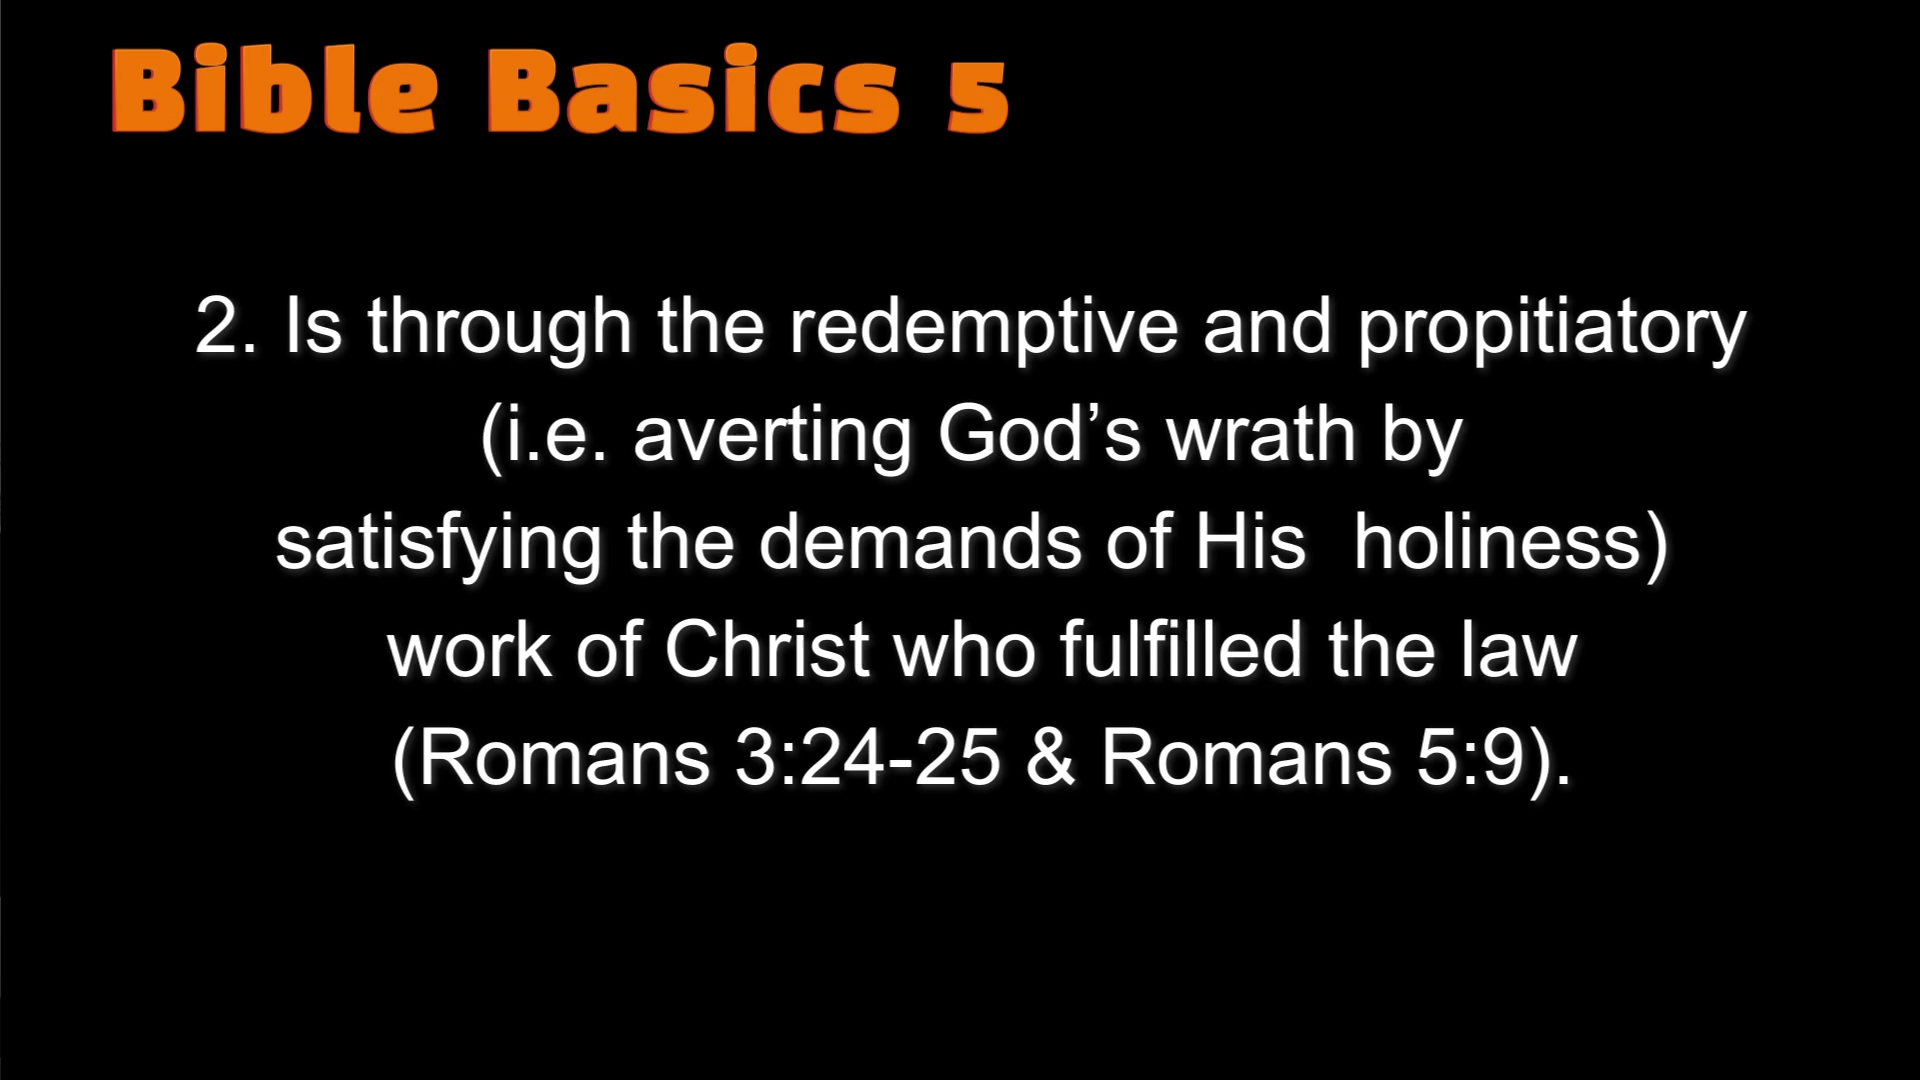 Bible Basics 5
2. Is through the redemptive and propitiatory
(i.e. averting God’s wrath by
satisfying the demands of His  holiness)
work of Christ who fulfilled the law
(Romans 3:24-25 & Romans 5:9).